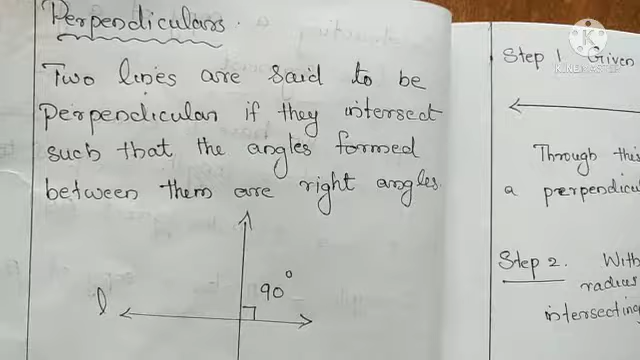 Perpendiculars.
Two lines are said to be
perpendicular if they intersect
such that the angles formed
between them are right angles.
90°
l
Step 1. Given
Through this
a perpendicul
Step 2. With
radius
intersecting
K
KINEMASTER